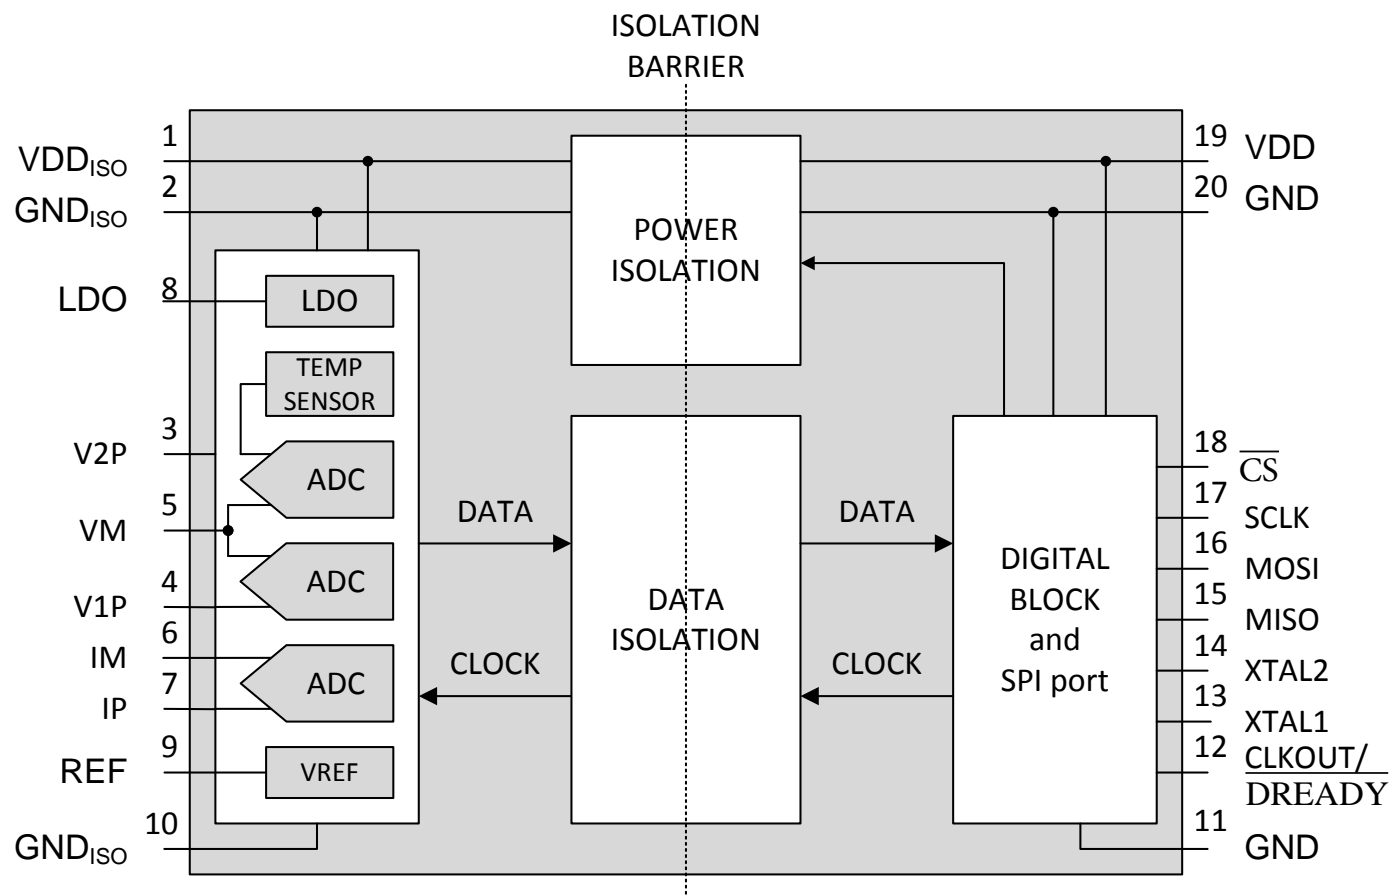 ISOLATION
BARRIER
1
VDDISO
2
GNDISO
8
LDO
3
V2P
5
VM
4
V1P
6
IM
7
IP
9
REF
10
GNDISO
LDO
TEMP
SENSOR
ADC
ADC
ADC
VREF
DATA
CLOCK
POWER
ISOLATION
DATA
ISOLATION
DATA
CLOCK
DIGITAL
BLOCK
and
SPI port
19 VDD
20 GND
18 CS
17
SCLK
16
MOSI
15
MISO
14
XTAL2
13
XTAL1
12 CLKOUT/
DREADY
11
GND